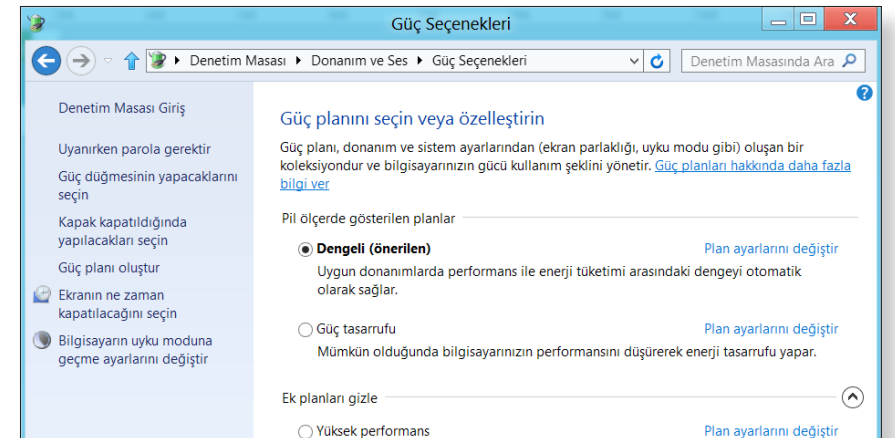 Güç Seçenekleri
Denetim Masası Donanım ve Ses Güç Seçenekleri
Denetim Masasında Ara
Denetim Masası Giriş
Uyanırken parola gerektir
Güç düğmesinin yapacaklarını
seçin
Kapak kapatıldığında
yapılacakları seçin
Güç planı oluştur
Ekranın ne zaman
kapatılacağını seçin
Bilgisayarın uyku moduna
geçme ayarlarını değiştir
Güç planını seçin veya özelleştirin
Güç planı, donanım ve sistem ayarlarından (ekran parlaklığı, uyku modu gibi) oluşan bir
koleksiyondur ve bilgisayarınızın gücü kullanım şeklini yönetir. Güç planları hakkında daha fazla
bilgi ver
Pil ölçerde gösterilen planlar
Dengeli (önerilen) Plan ayarlarını değiştir
Uygun donanımlarda performans ile enerji tüketimi arasındaki dengeyi otomatik
olarak sağlar.
Güç tasarrufu Plan ayarlarını değiştir
Mümkün olduğunda bilgisayarınızın performansını düşürerek enerji tasarrufu yapar.
Ek planları gizle
Yüksek performans Plan ayarlarını değiştir